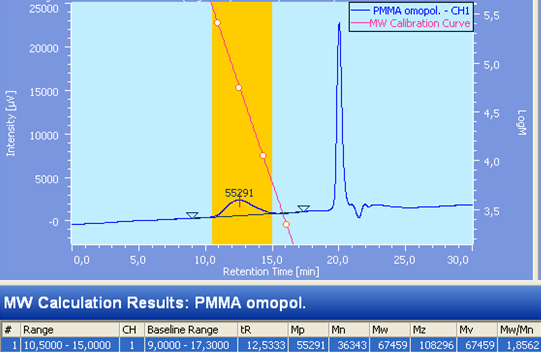 25000
20000
15000
10000
5000
-0
Intensity [µV]
PMMA omopol. - CH1
MW Calibration Curve
5,5
5,0
4,5
4,0
3,5
LogM
55291
0,0 5,0 10,0 15,0 20,0 25,0 30,0
Retention Time [min]
MW Calculation Results: PMMA omopol.
# Range CH Baseline Range tR Mp Mn Mw Mz Mv Mw/Mn
1 10,5000 - 15,0000 1 9,0000 - 17,3000 12,5333 55291 36343 67459 108296 67459 1,8562